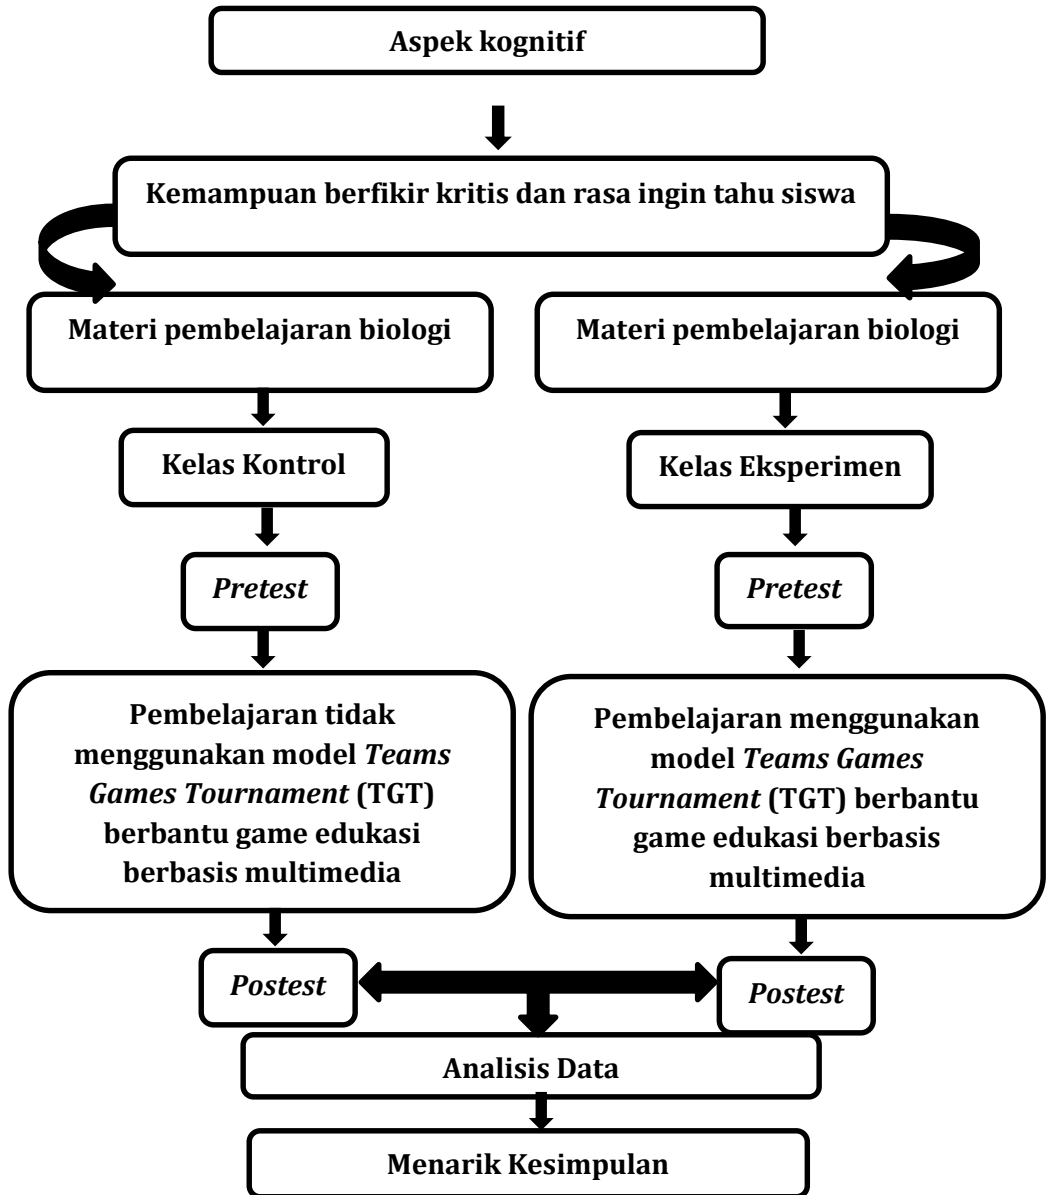 Aspek kognitif
Kemampuan berfikir kritis dan rasa ingin tahu siswa
Materi pembelajaran biologi
Materi pembelajaran biologi
Kelas Kontrol
Kelas Eksperimen
Pretest
Pretest
Pembelajaran tidak
menggunakan model Teams
Games Tournament (TGT)
berbantu game edukasi
berbasis multimedia
Pembelajaran menggunakan
model Teams Games
Tournament (TGT) berbantu
game edukasi berbasis
multimedia
Postest
Postest
Analisis Data
Menarik Kesimpulan